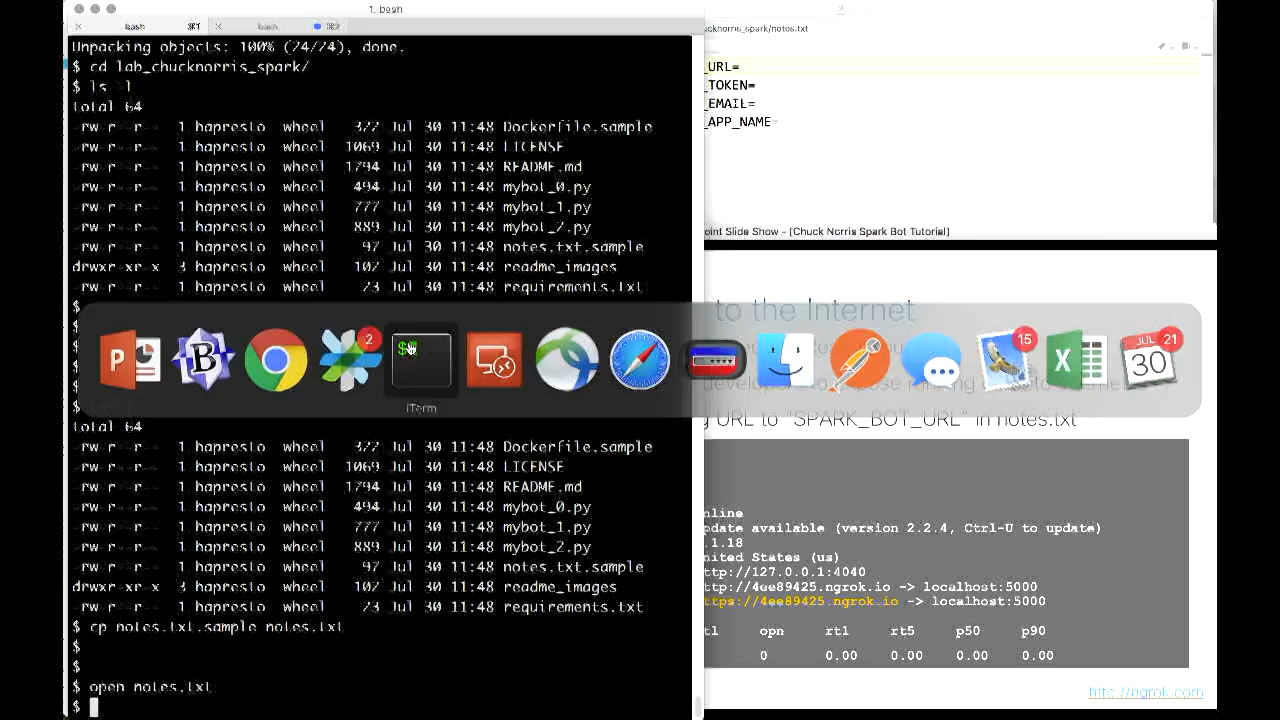 1. bash
bash
⌘1
bash
⌘2
Unpacking objects: 100% (24/24), done.
$ cd lab_chucknorris_spark/
$ ls -l
total 64
-rw-r--r-- 1 hapresto wheel 322 Jul 30 11:48 Dockerfile.sample
-rw-r--r-- 1 hapresto wheel 1069 Jul 30 11:48 LICENSE
-rw-r--r-- 1 hapresto wheel 1794 Jul 30 11:48 README.md
-rw-r--r-- 1 hapresto wheel 494 Jul 30 11:48 mybot_0.py
-rw-r--r-- 1 hapresto wheel 777 Jul 30 11:48 mybot_1.py
-rw-r--r-- 1 hapresto wheel 889 Jul 30 11:48 mybot_2.py
-rw-r--r-- 1 hapresto wheel 97 Jul 30 11:48 notes.txt.sample
drwxr-xr-x 3 hapresto wheel 102 Jul 30 11:48 readme_images
-rw-r--r-- 1 hapresto wheel 23 Jul 30 11:48 requirements.txt
$
$
total 64
-rw-r--r-- 1 hapresto wheel 322 Jul 30 11:48 Dockerfile.sample
-rw-r--r-- 1 hapresto wheel 1069 Jul 30 11:48 LICENSE
-rw-r--r-- 1 hapresto wheel 1794 Jul 30 11:48 README.md
-rw-r--r-- 1 hapresto wheel 494 Jul 30 11:48 mybot_0.py
-rw-r--r-- 1 hapresto wheel 777 Jul 30 11:48 mybot_1.py
-rw-r--r-- 1 hapresto wheel 889 Jul 30 11:48 mybot_2.py
-rw-r--r-- 1 hapresto wheel 97 Jul 30 11:48 notes.txt.sample
drwxr-xr-x 3 hapresto wheel 102 Jul 30 11:48 readme_images
-rw-r--r-- 1 hapresto wheel 23 Jul 30 11:48 requirements.txt
$ cp notes.txt.sample notes.txt
$
$
$ open notes.txt
$
ucknorris_spark/notes.txt
_URL=
_TOKEN=
_EMAIL=
_APP_NAME=
oint Slide Show - [Chuck Norris Spark Bot Tutorial]
to the Internet
P
B
2
$
iTerm
15
X
JUL
30
21
g URL to "SPARK_BOT_URL" in notes.txt
nline
pdate available (version 2.2.4, Ctrl-U to update)
.1.18
nited States (us)
ttp://127.0.0.1:4040
ttp://4ee89425.ngrok.io -> localhost:5000
ttps://4ee89425.ngrok.io -> localhost:5000
tl opn rt1 rt5 p50 p90
0 0.00 0.00 0.00 0.00
http://ngrok.com